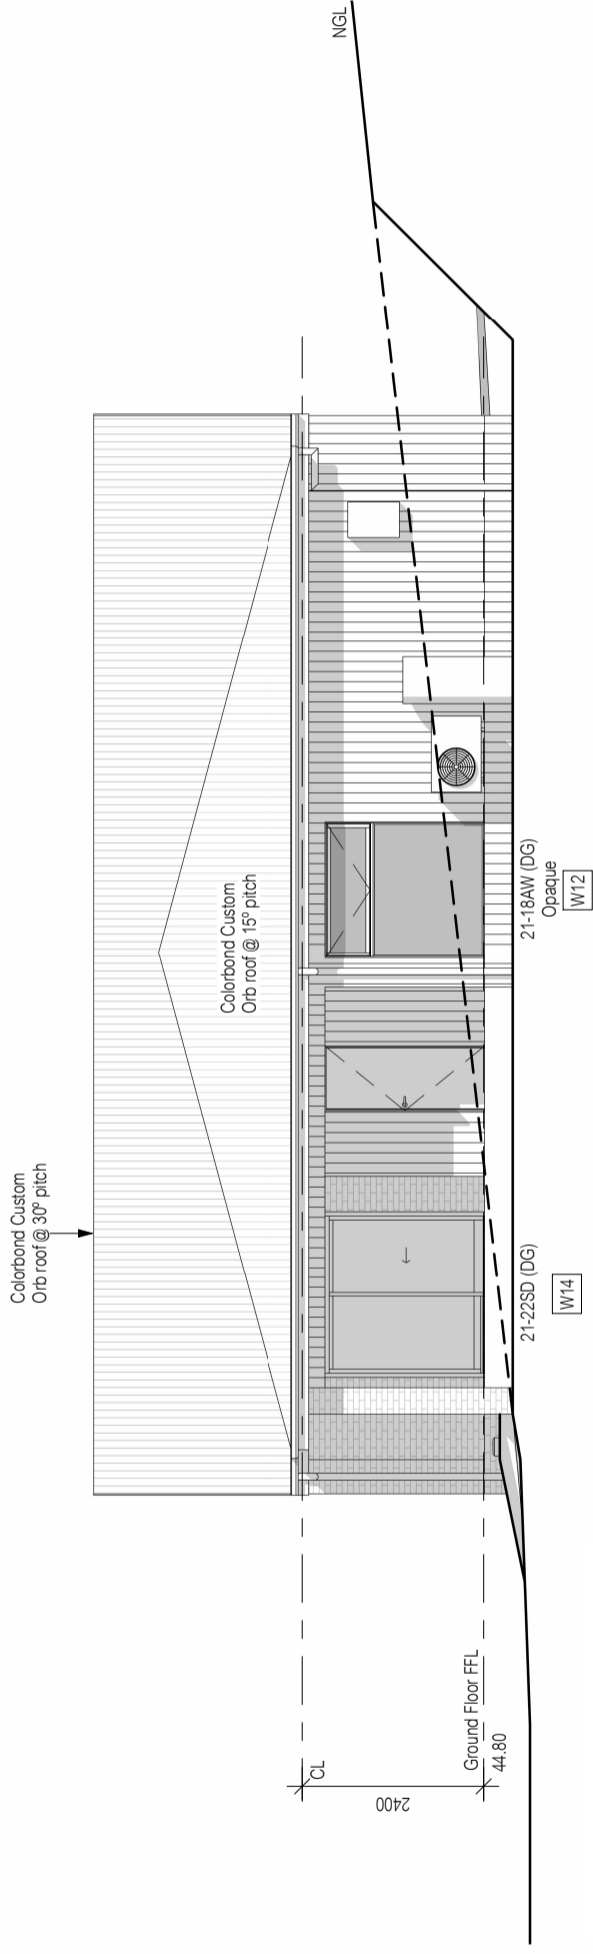 Colorbond Custom
Orb roof @ 30º pitch
Colorbond Custom
Orb roof @ 15º pitch
NGL
CL
2400
Ground Floor FFL
44.80
21-22SD (DG)
W14
21-18AW (DG)
Opaque
W12